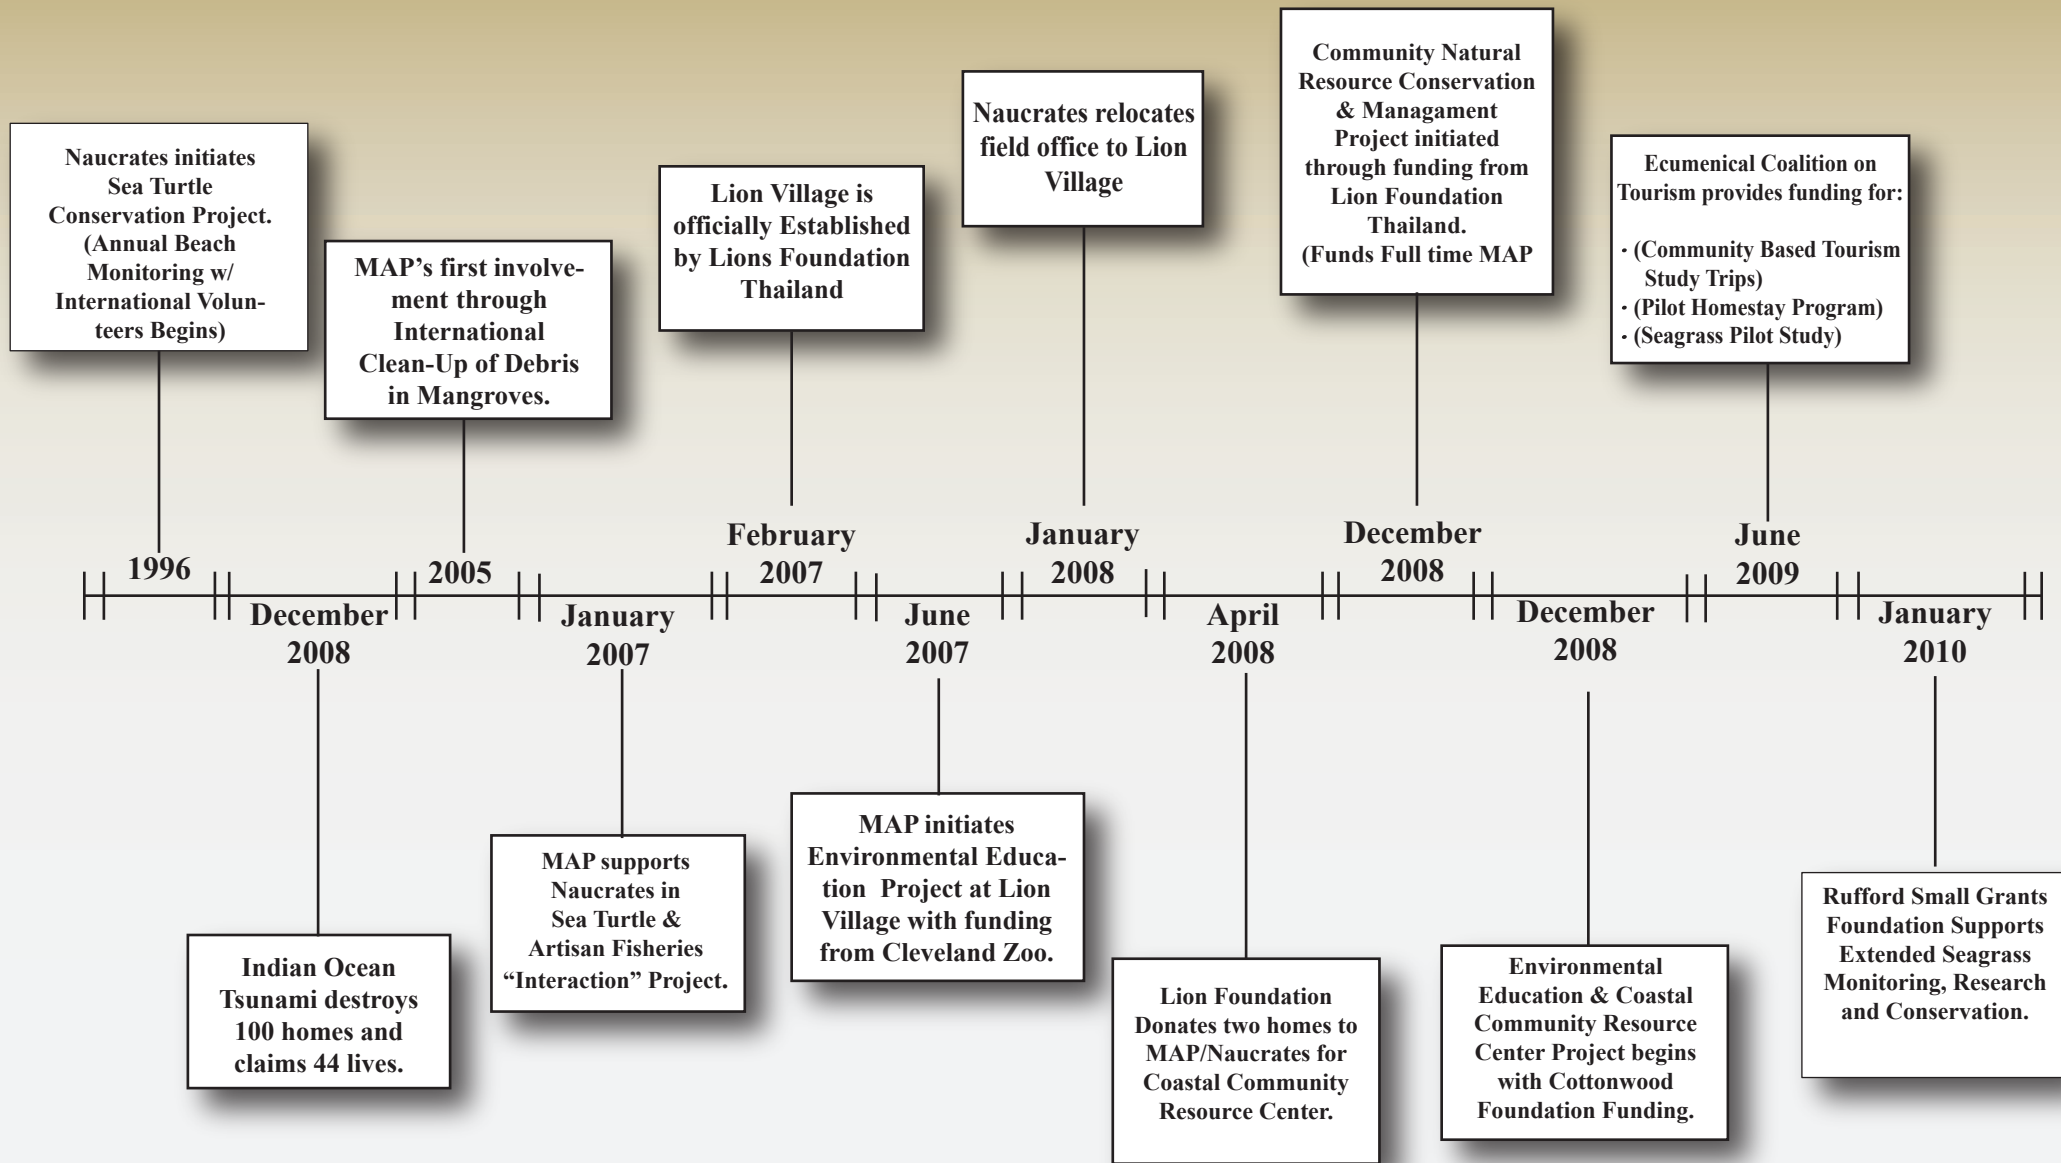 Naucrates initiates
Sea Turtle
Conservation Project.
(Annual Beach
Monitoring w/
International Volun-
teers Begins)
1996
December
2008
Indian Ocean
Tsunami destroys
100 homes and
claims 44 lives.
MAP’s first involve-
ment through
International
Clean-Up of Debris
in Mangroves.
2005
January
2007
MAP supports
Naucrates in
Sea Turtle &
Artisan Fisheries
“Interaction” Project.
Lion Village is
officially Established
by Lions Foundation
Thailand
February
2007
June
2007
MAP initiates
Environmental Educa-
tion Project at Lion
Village with funding
from Cleveland Zoo.
Naucrates relocates
field office to Lion
Village
January
2008
April
2008
Lion Foundation
Donates two homes to
MAP/Naucrates for
Coastal Community
Resource Center.
Community Natural
Resource Conservation
& Managament
Project initiated
through funding from
Lion Foundation
Thailand.
(Funds Full time MAP
December
2008
December
2008
Environmental
Education & Coastal
Community Resource
Center Project begins
with Cottonwood
Foundation Funding.
Ecumenical Coalition on
Tourism provides funding for:
· (Community Based Tourism
Study Trips)
· (Pilot Homestay Program)
· (Seagrass Pilot Study)
June
2009
January
2010
Rufford Small Grants
Foundation Supports
Extended Seagrass
Monitoring, Research
and Conservation.